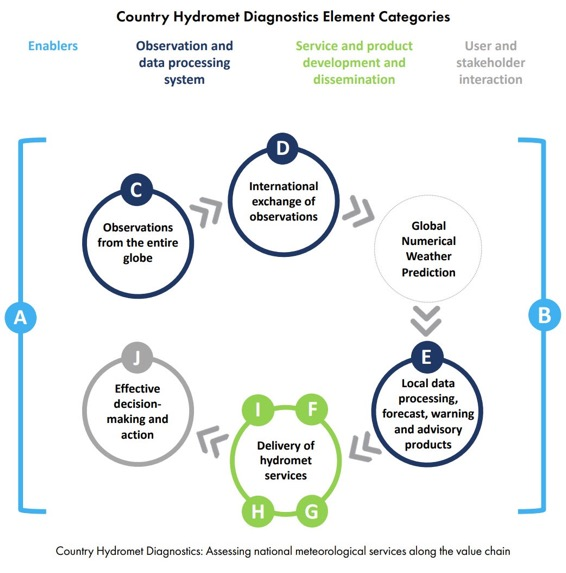 Country Hydromet Diagnostics Element Categories
Enablers
Observation and
data processing
system
Service and product
development and
dissemination
User and
stakeholder
interaction
A
B
C
Observations
from the entire
globe
D
International
exchange of
observations
Global
Numerical
Weather
Prediction
E
Local data
processing,
forecast, warning
and advisory
products
I
F
Delivery of
hydromet
services
H
G
J
Effective
decision-
making and
action
Country Hydromet Diagnostics: Assessing national meteorological services along the value chain